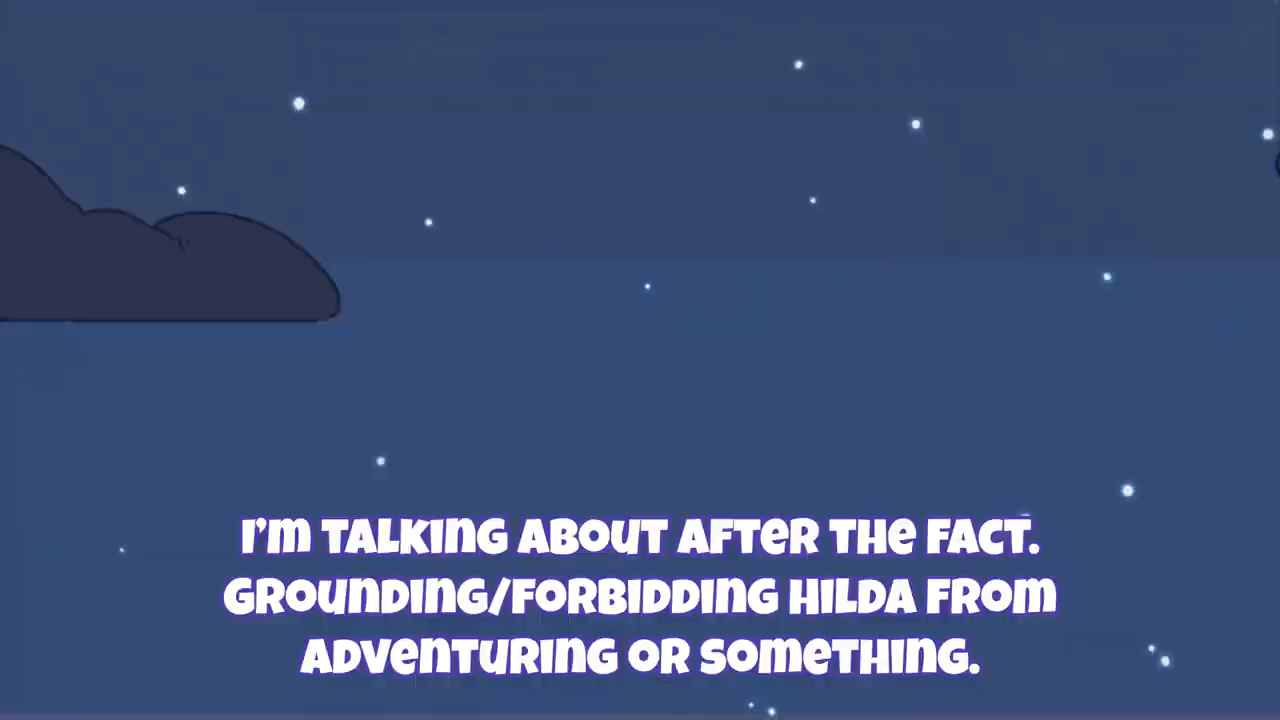 I'm talking about after the fact.
Grounding/forbidding Hilda from
adventuring or something.